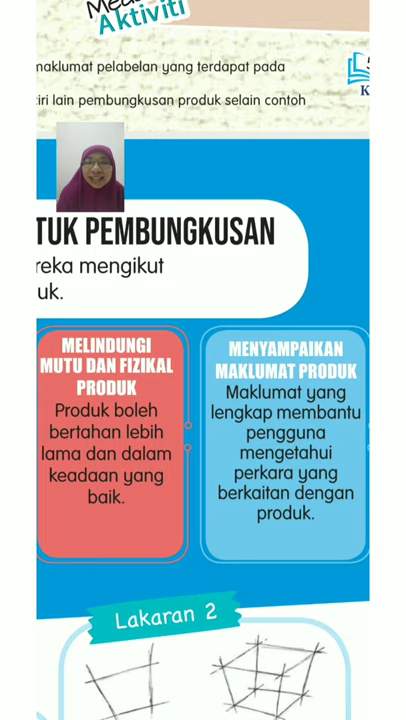 Aktiviti
maklumat pelabelan yang terdapat pada
lain pembungkusan produk selain contoh
K
TUK PEMBUNGKUSAN
reka mengikut
uk.
MELINDUNGI
MUTU DAN FIZIKAL
PRODUK
Produk boleh
bertahan lebih
lama dan dalam
keadaan yang
baik.
MENYAMPAIKAN
MAKLUMAT PRODUK
Maklumat yang
lengkap membantu
pengguna
mengetahui
perkara yang
berkaitan dengan
produk.
Lakaran 2